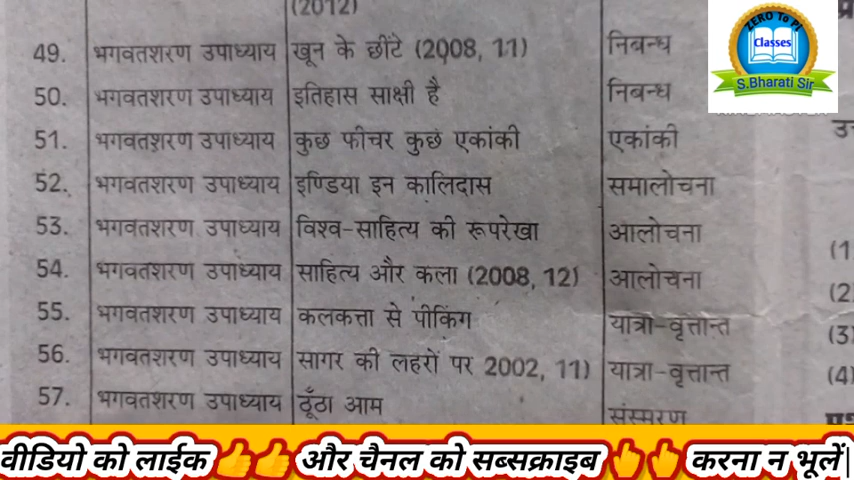 (2012)
49. भगवतशरण उपाध्याय खून के छींटे (2008, 11) निबन्ध
50. भगवतशरण उपाध्याय इतिहास साक्षी है निबन्ध
51. भगवतशरण उपाध्याय कुछ फीचर कुछ एकांकी एकांकी
52. भगवतशरण उपाध्याय इण्डिया इन कालिदास समालोचना
53. भगवतशरण उपाध्याय विश्व-साहित्य की रूपरेखा आलोचना
54. भगवतशरण उपाध्याय साहित्य और कला (2008, 12) आलोचना
55. भगवतशरण उपाध्याय कलकत्ता से पीकिंग यात्रा-वृत्तान्त
56. भगवतशरण उपाध्याय सागर की लहरों पर 2002, 11) यात्रा-वृत्तान्त
57. भगवतशरण उपाध्याय ठूँठा आम संस्मरण
ZERO To PI
Classes
S.Bharati Sir
(1
(2
(3)
(4)
वीडियो को लाईक 👍👍 और चैनल को सब्सक्राइब 👆👆 करना न भूलें|